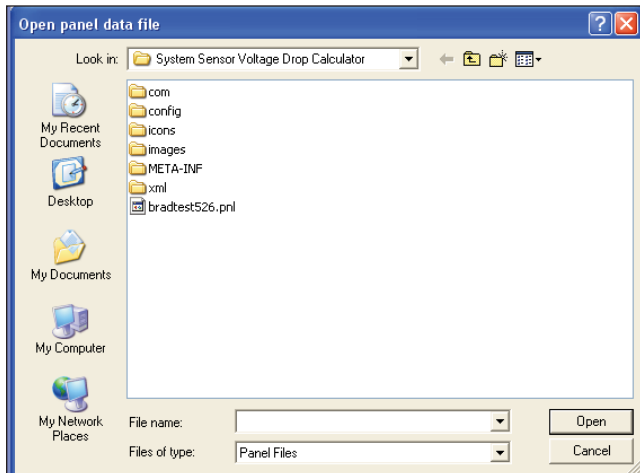 Open panel data file
Look in:
System Sensor Voltage Drop Calculator
My Recent
Documents
Desktop
My Documents
My Computer
My Network
Places
com
config
icons
images
META-INF
xml
bradtest526.pnl
File name:
Open
Files of type:
Panel Files
Cancel